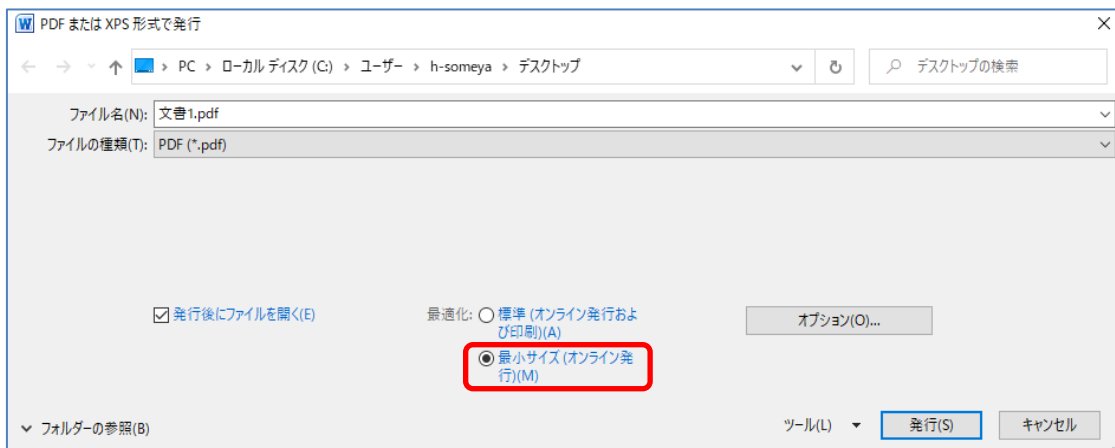 PDF または XPS 形式で発行
PC › ローカル ディスク (C:) › ユーザー › h-someya › デスクトップ
デスクトップの検索
ファイル名(N): 文書1.pdf
ファイルの種類(T): PDF (*.pdf)
発行後にファイルを開く(E)
最適化: 標準 (オンライン発行およ
び印刷)(A)
最小サイズ (オンライン発
行)(M)
オプション(O)...
フォルダーの参照(B)
ツール(L)
発行(S)
キャンセル